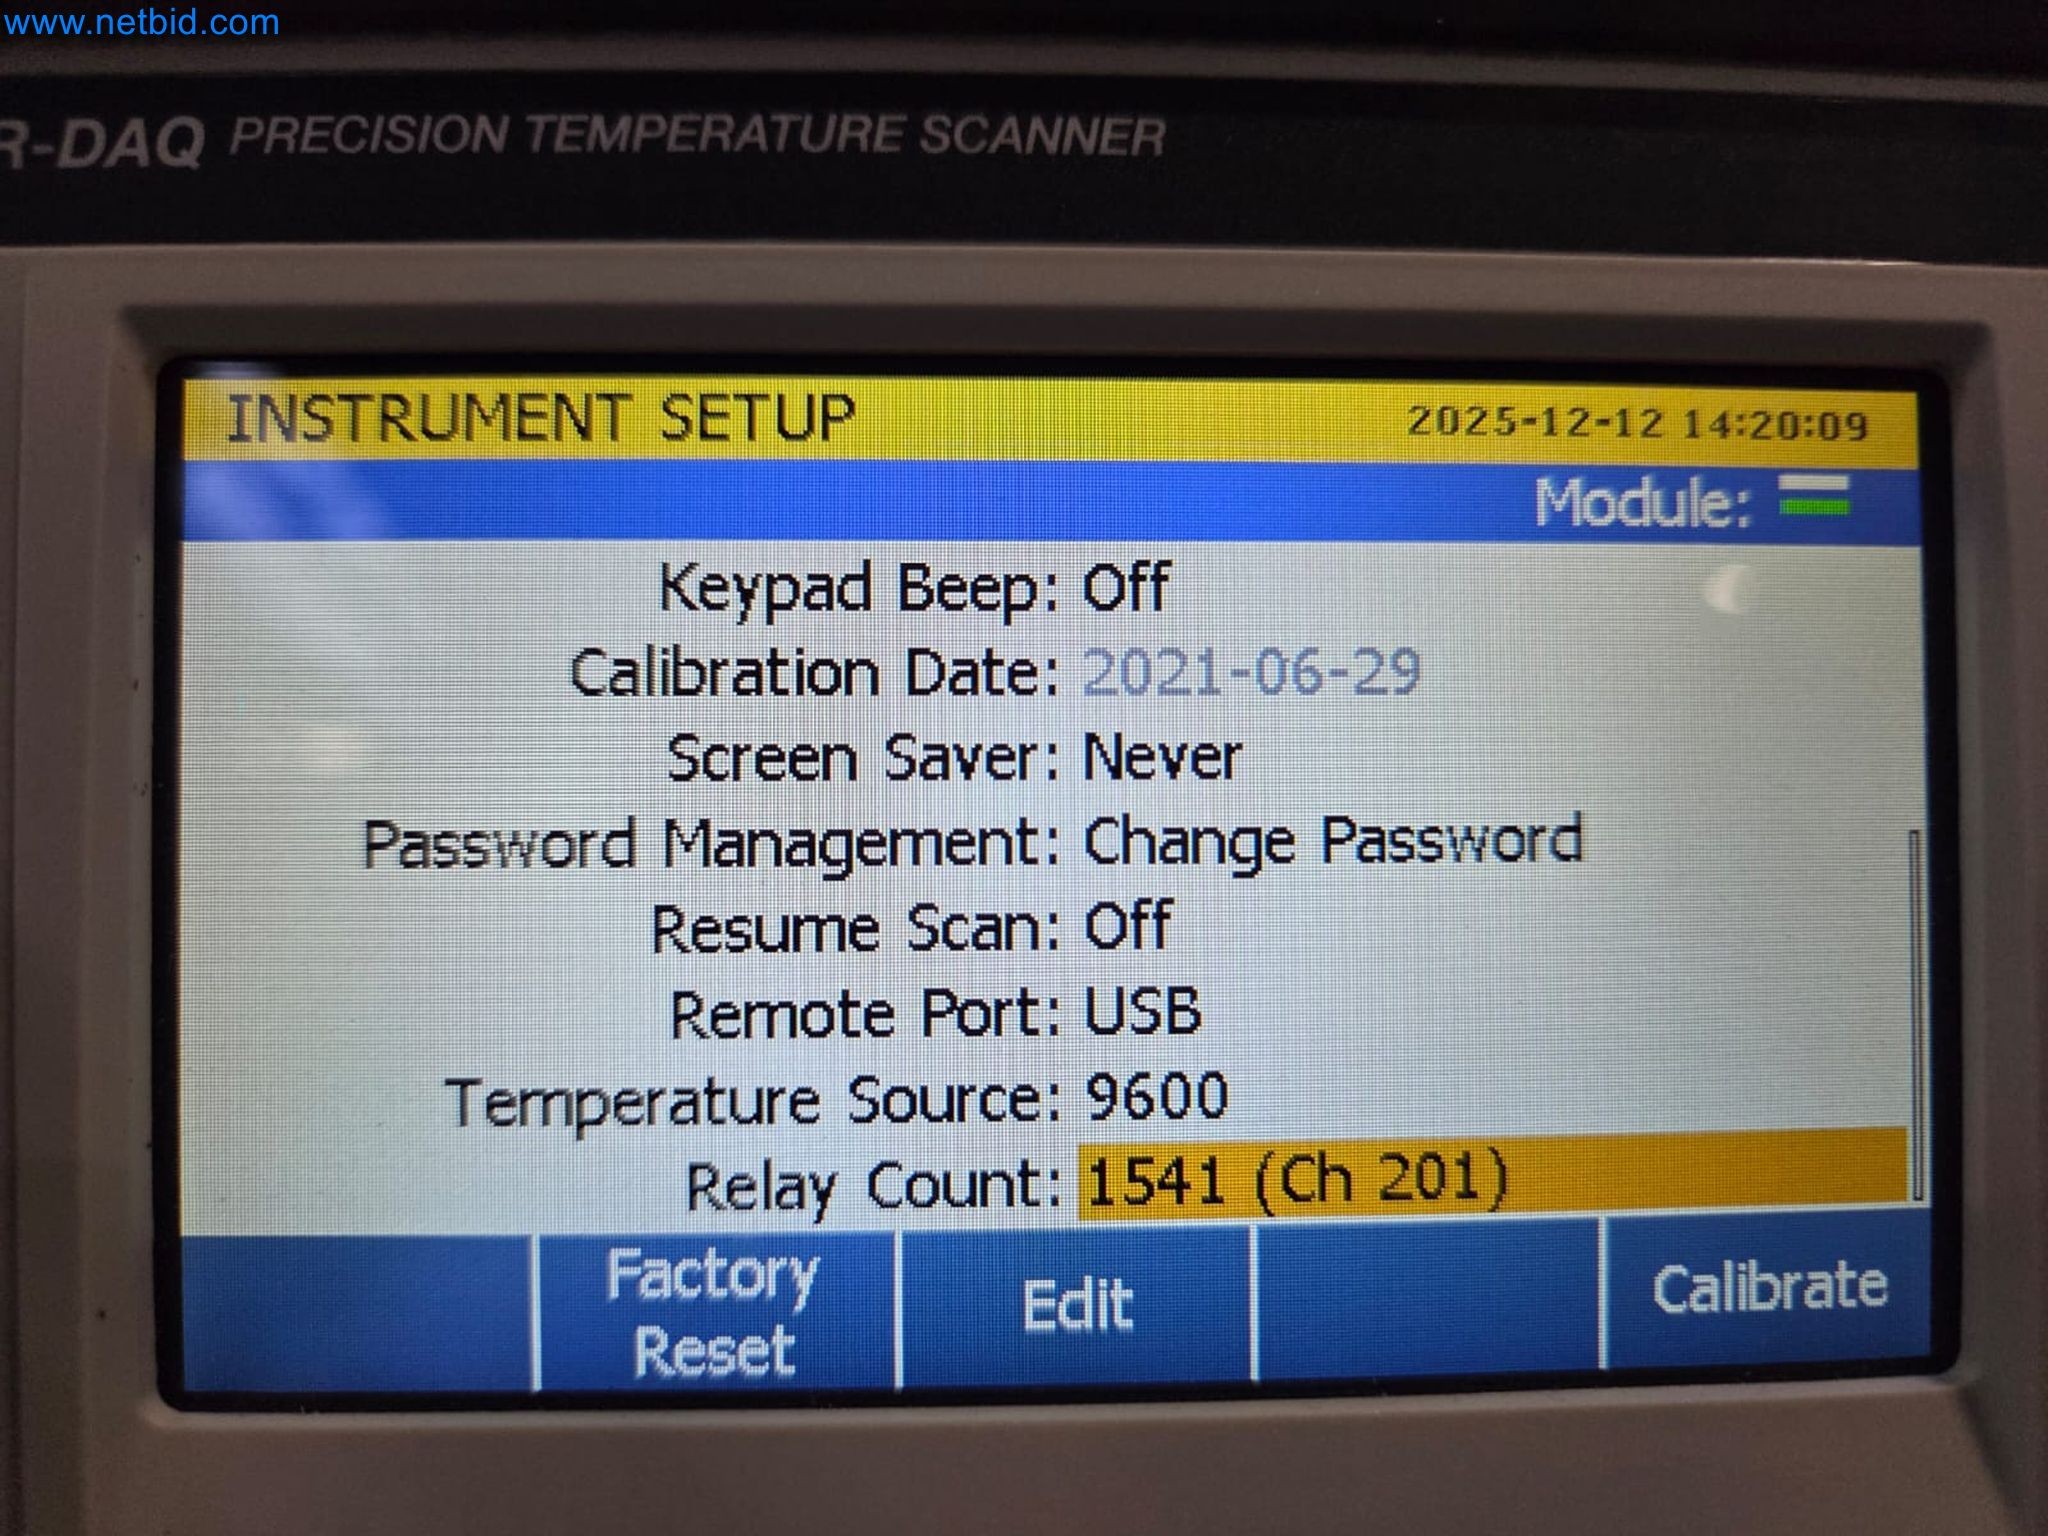 www.netbid.com
R-DAQ PRECISION TEMPERATURE SCANNER
INSTRUMENT SETUP 2025-12-12 14:20:09
Module:
Keypad Beep: Off
Calibration Date: 2021-06-29
Screen Saver: Never
Password Management: Change Password
Resume Scan: Off
Remote Port: USB
Temperature Source: 9600
Relay Count: 1541 (Ch 201)
Factory Reset
Edit
Calibrate